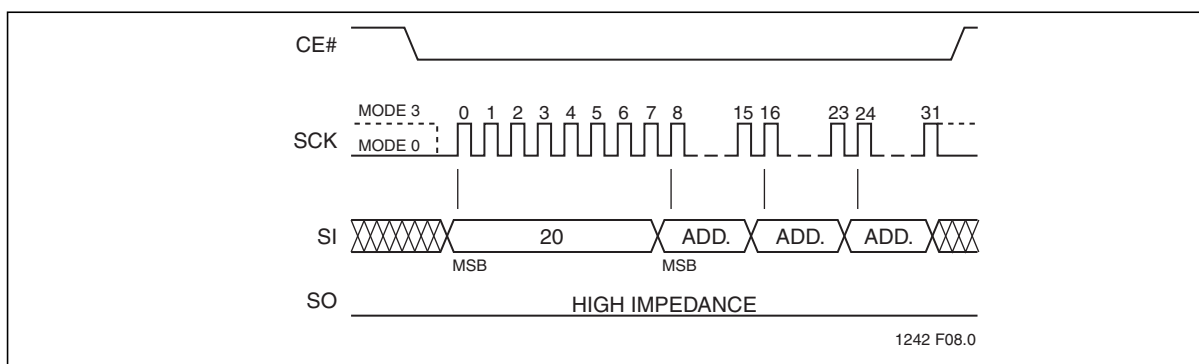 CE#
MODE 3
0 1 2 3 4 5 6 7 8 15 16 23 24 31
SCK
MODE 0
SI
20 ADD. ADD. ADD.
MSB MSB
SO
HIGH IMPEDANCE
1242 F08.0